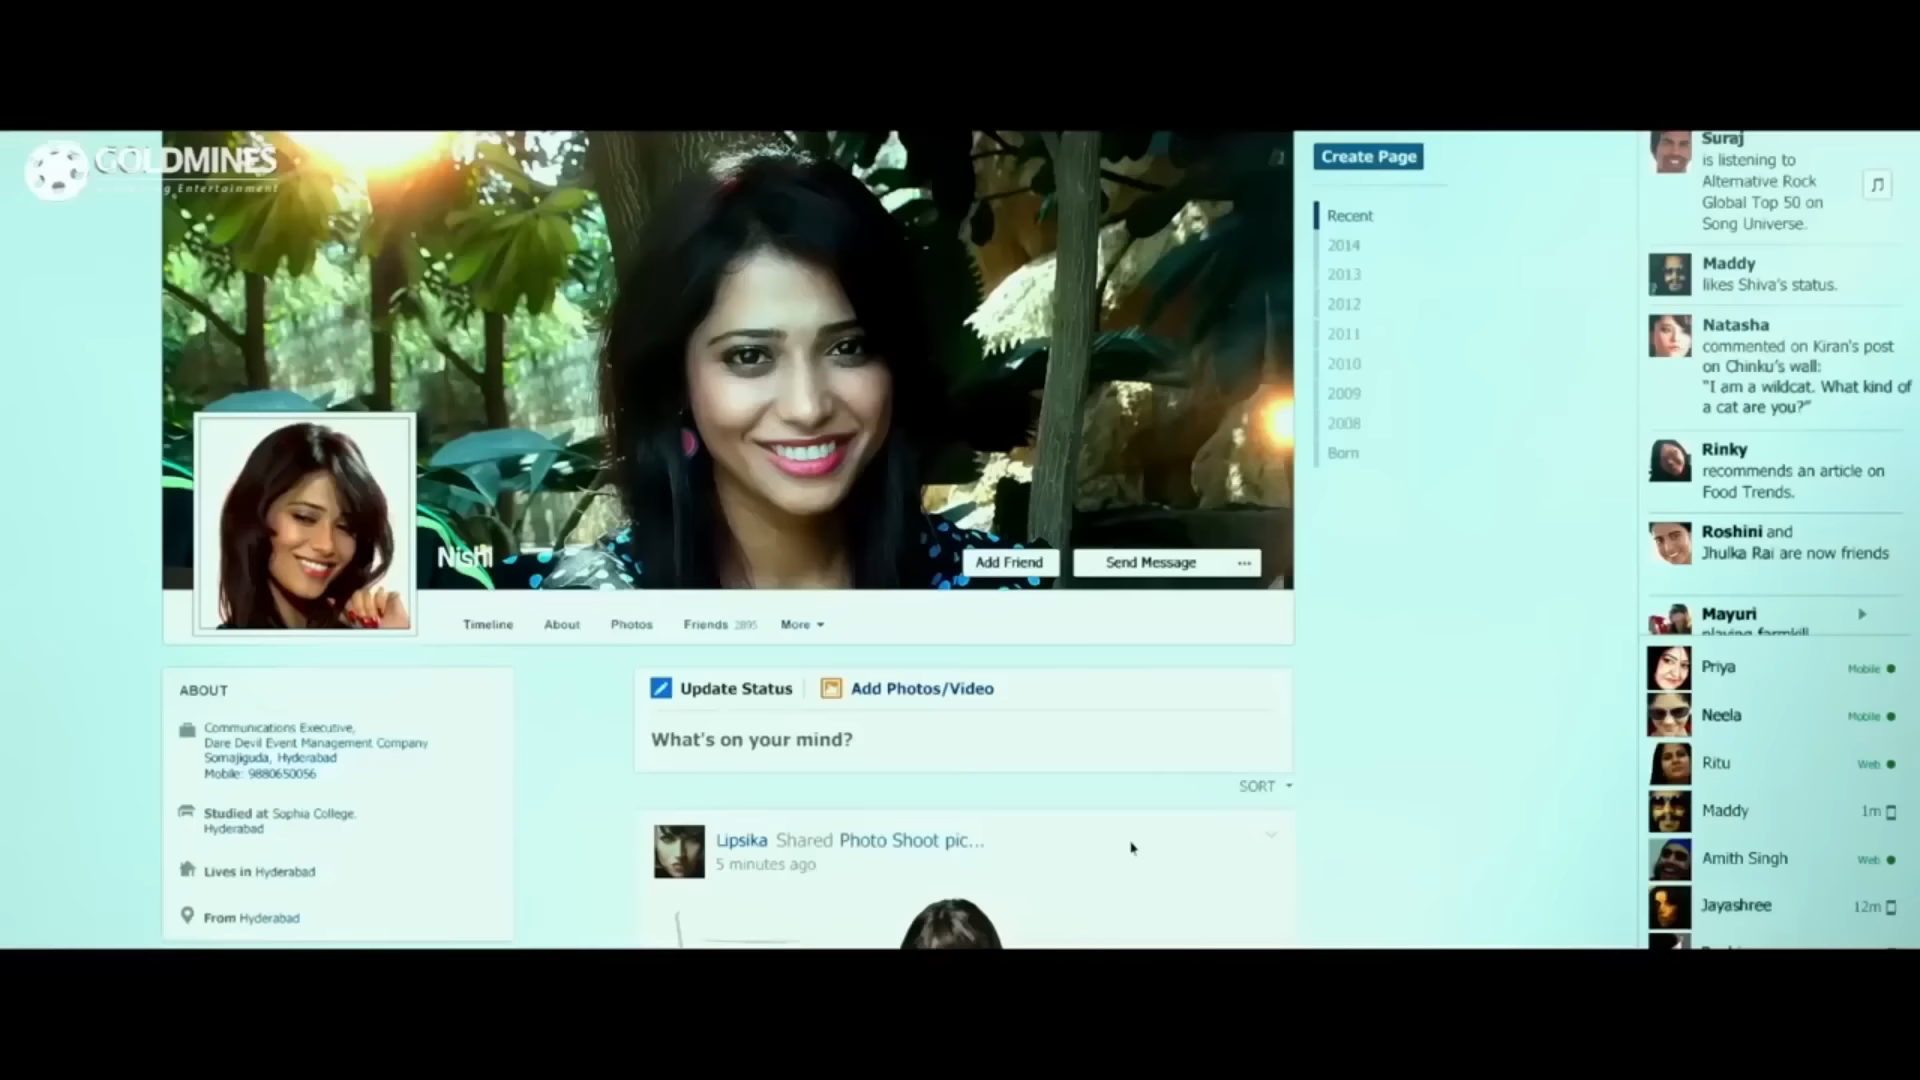 GOLDMINES
Entertainment
Nishi
Add Friend
Send Message
...
Timeline
About
Photos
Friends 2895
More
ABOUT
Communications Executive,
Dare Devil Event Management Company
Somajiguda, Hyderabad
Mobile: 9880650056
Studied at Sophia College.
Hyderabad
Lives in Hyderabad
From Hyderabad
Update Status
Add Photos/Video
What's on your mind?
SORT
Lipsika Shared Photo Shoot pic...
5 minutes ago
Create Page
Recent
2014
2013
2012
2011
2010
2009
2008
Born
Suraj
is listening to
Alternative Rock
Global Top 50 on
Song Universe.
Maddy
likes Shiva's status.
Natasha
commented on Kiran's post
on Chinku's wall:
"I am a wildcat. What kind of
a cat are you?"
Rinky
recommends an article on
Food Trends.
Roshini and
Jhulka Rai are now friends
Mayuri
playing farmkill
Priya Mobile
Neela Mobile
Ritu Web
Maddy 1m
Amith Singh Web
Jayashree 12m